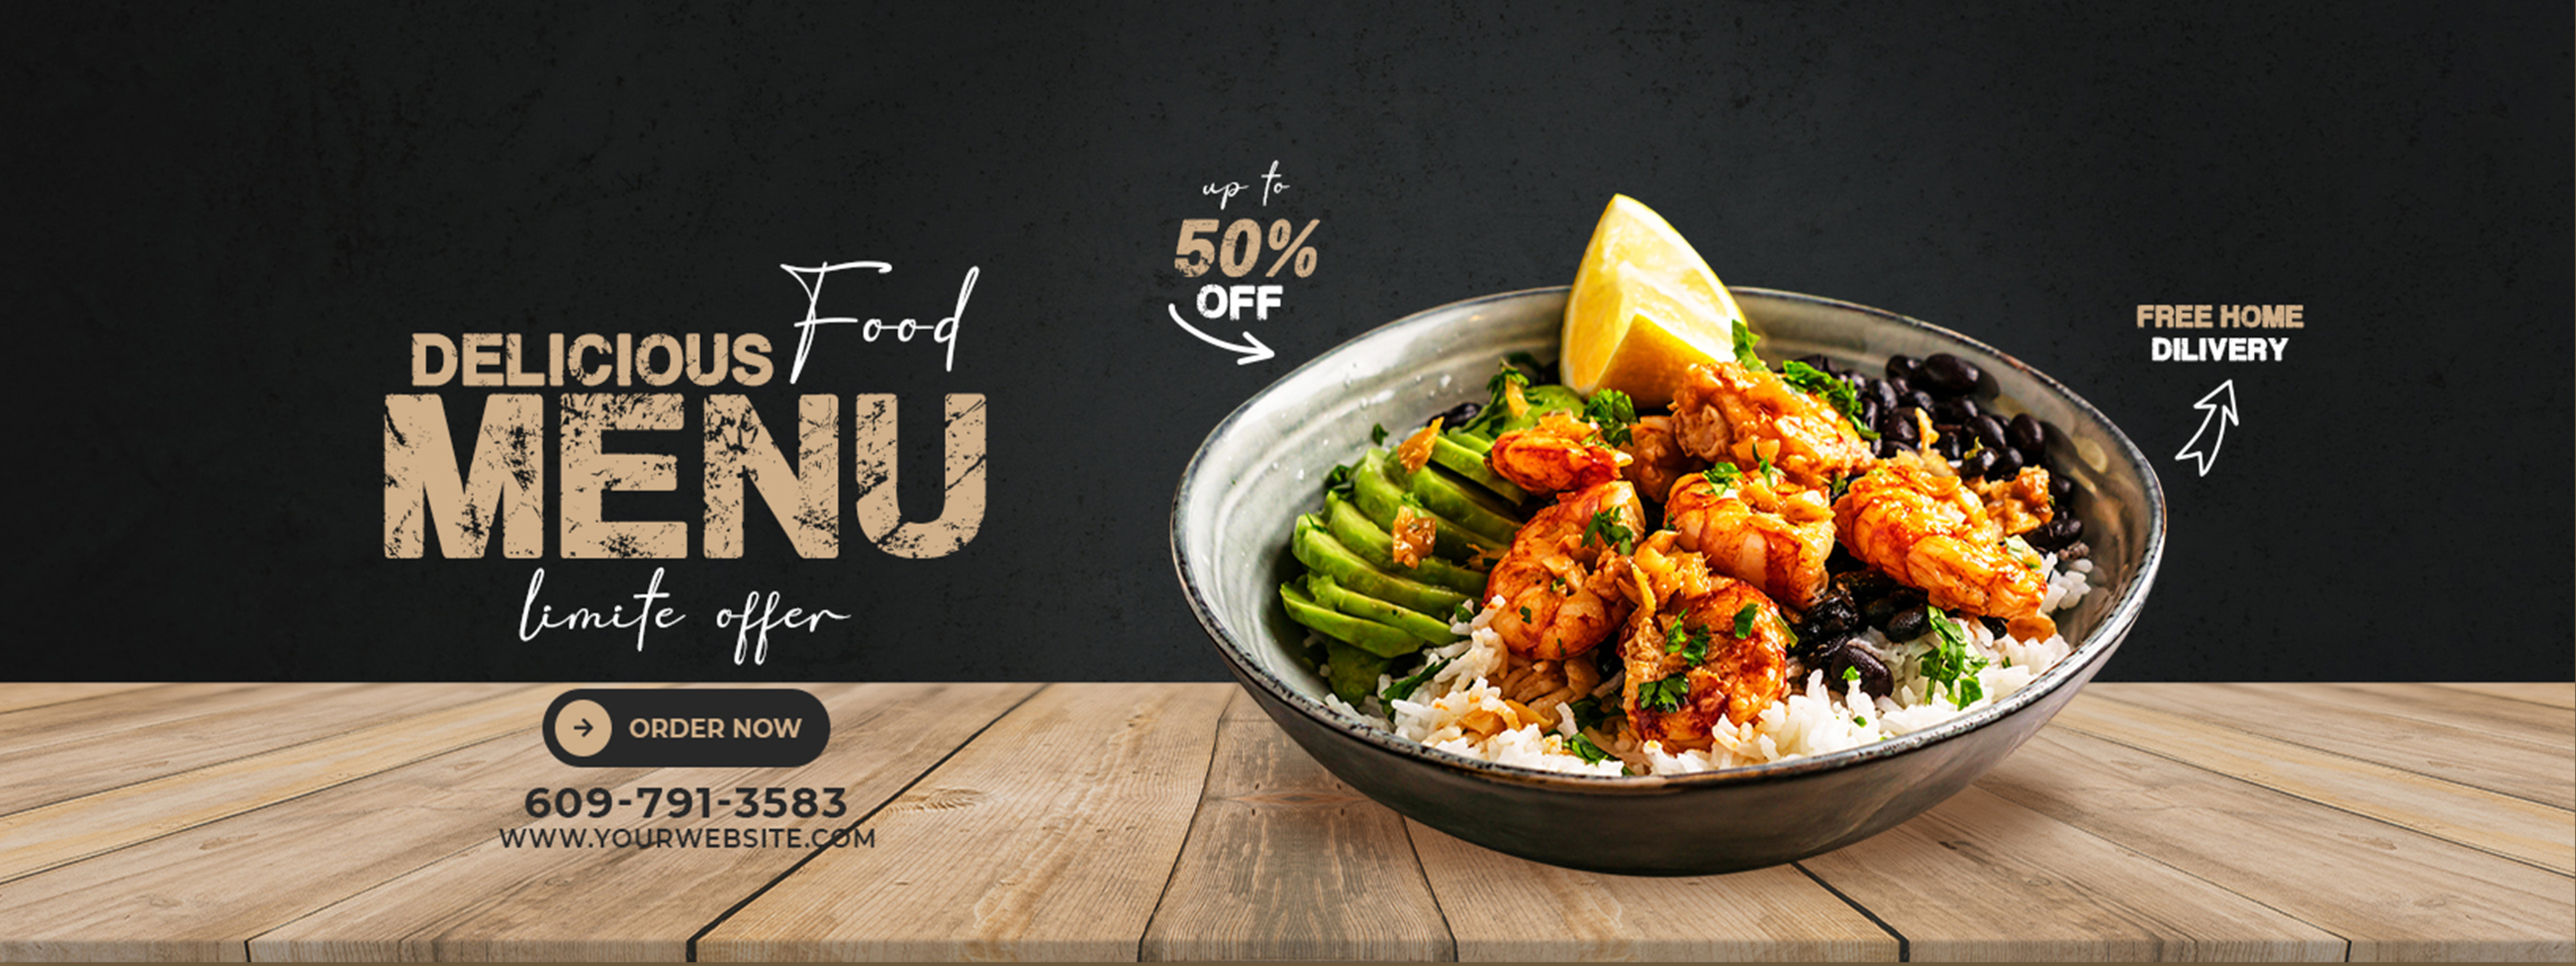 DELICIOUS Food
MENU
limite offer
ORDER NOW
609-791-3583
WWW.YOURWEBSITE.COM
up to
50%
OFF
FREE HOME
DILIVERY